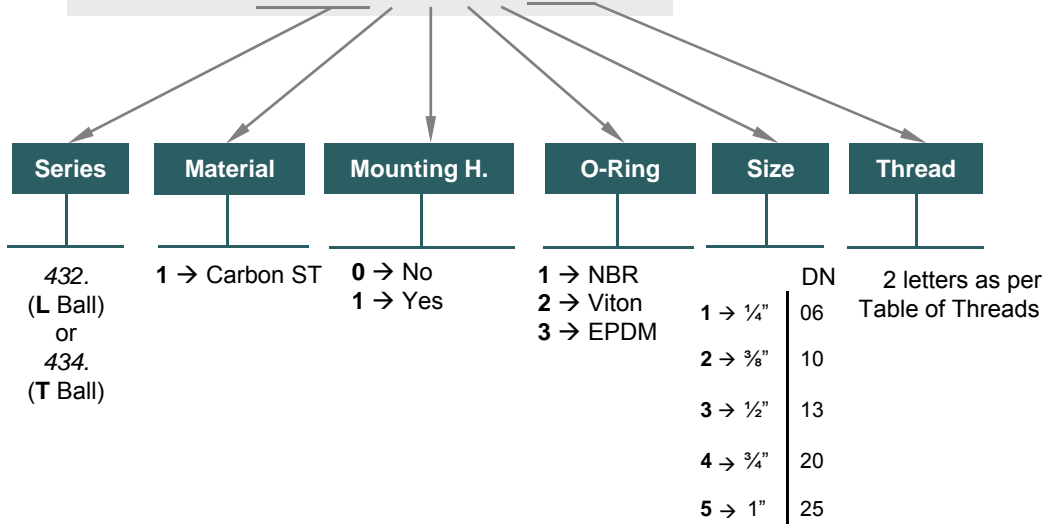 Series Material Mounting H. O-Ring Size Thread
432.
(L Ball)
or
434.
(T Ball)
1 → Carbon ST
0 → No
1 → Yes
1 → NBR
2 → Viton
3 → EPDM
DN
1 → ¼” 06
2 → ⅜” 10
3 → ½” 13
4 → ¾” 20
5 → 1” 25
2 letters as per
Table of Threads